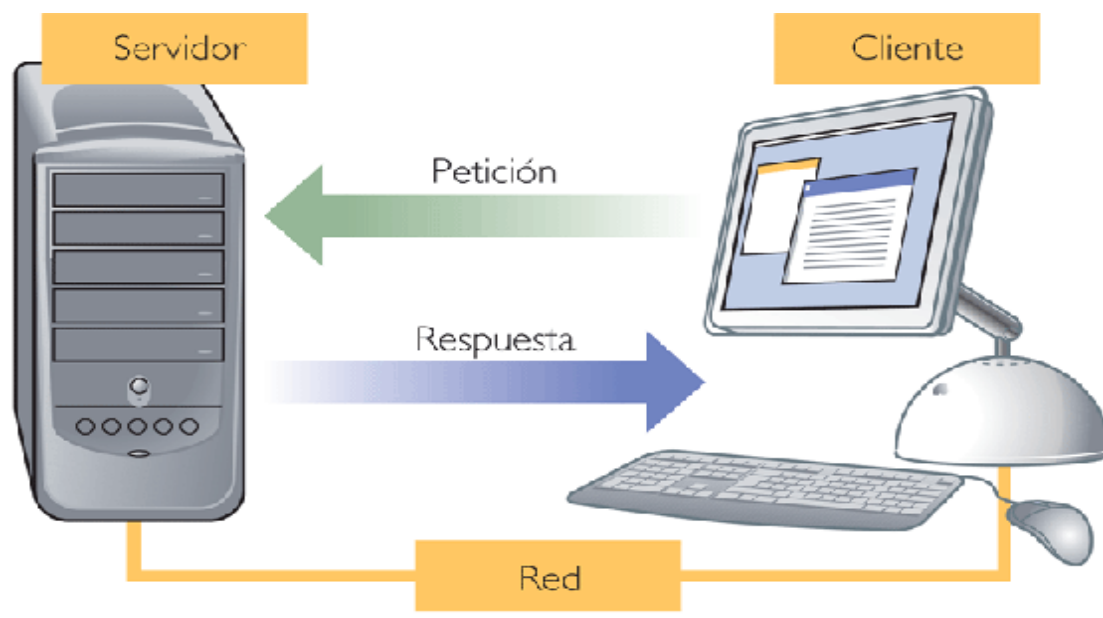 Servidor
Cliente
Petición
Respuesta
Red